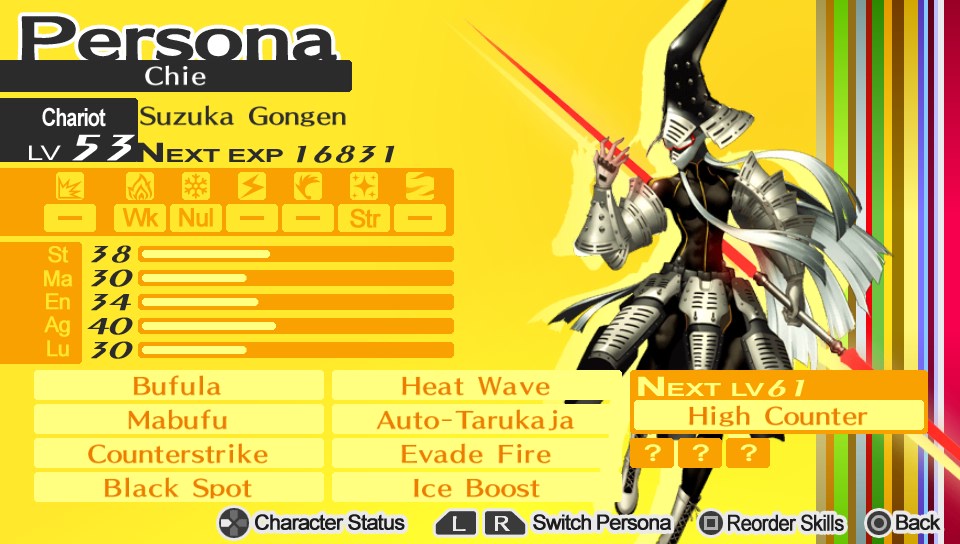 Persona
Chie
Chariot Suzuka Gongen
LV 53 NEXT EXP 16831
— Wk Nul — — Str —
St 38
Ma 30
En 34
Ag 40
Lu 30
Bufula Heat Wave
Mabufu Auto-Tarukaja
Counterstrike Evade Fire
Black Spot Ice Boost
NEXT LV 61
High Counter
? ? ?
Character Status L R Switch Persona Reorder Skills Back